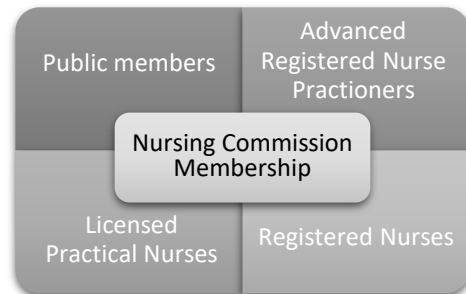 Public members
Advanced
Registered Nurse
Practioners
Nursing Commission
Membership
Licensed
Practical Nurses
Registered Nurses